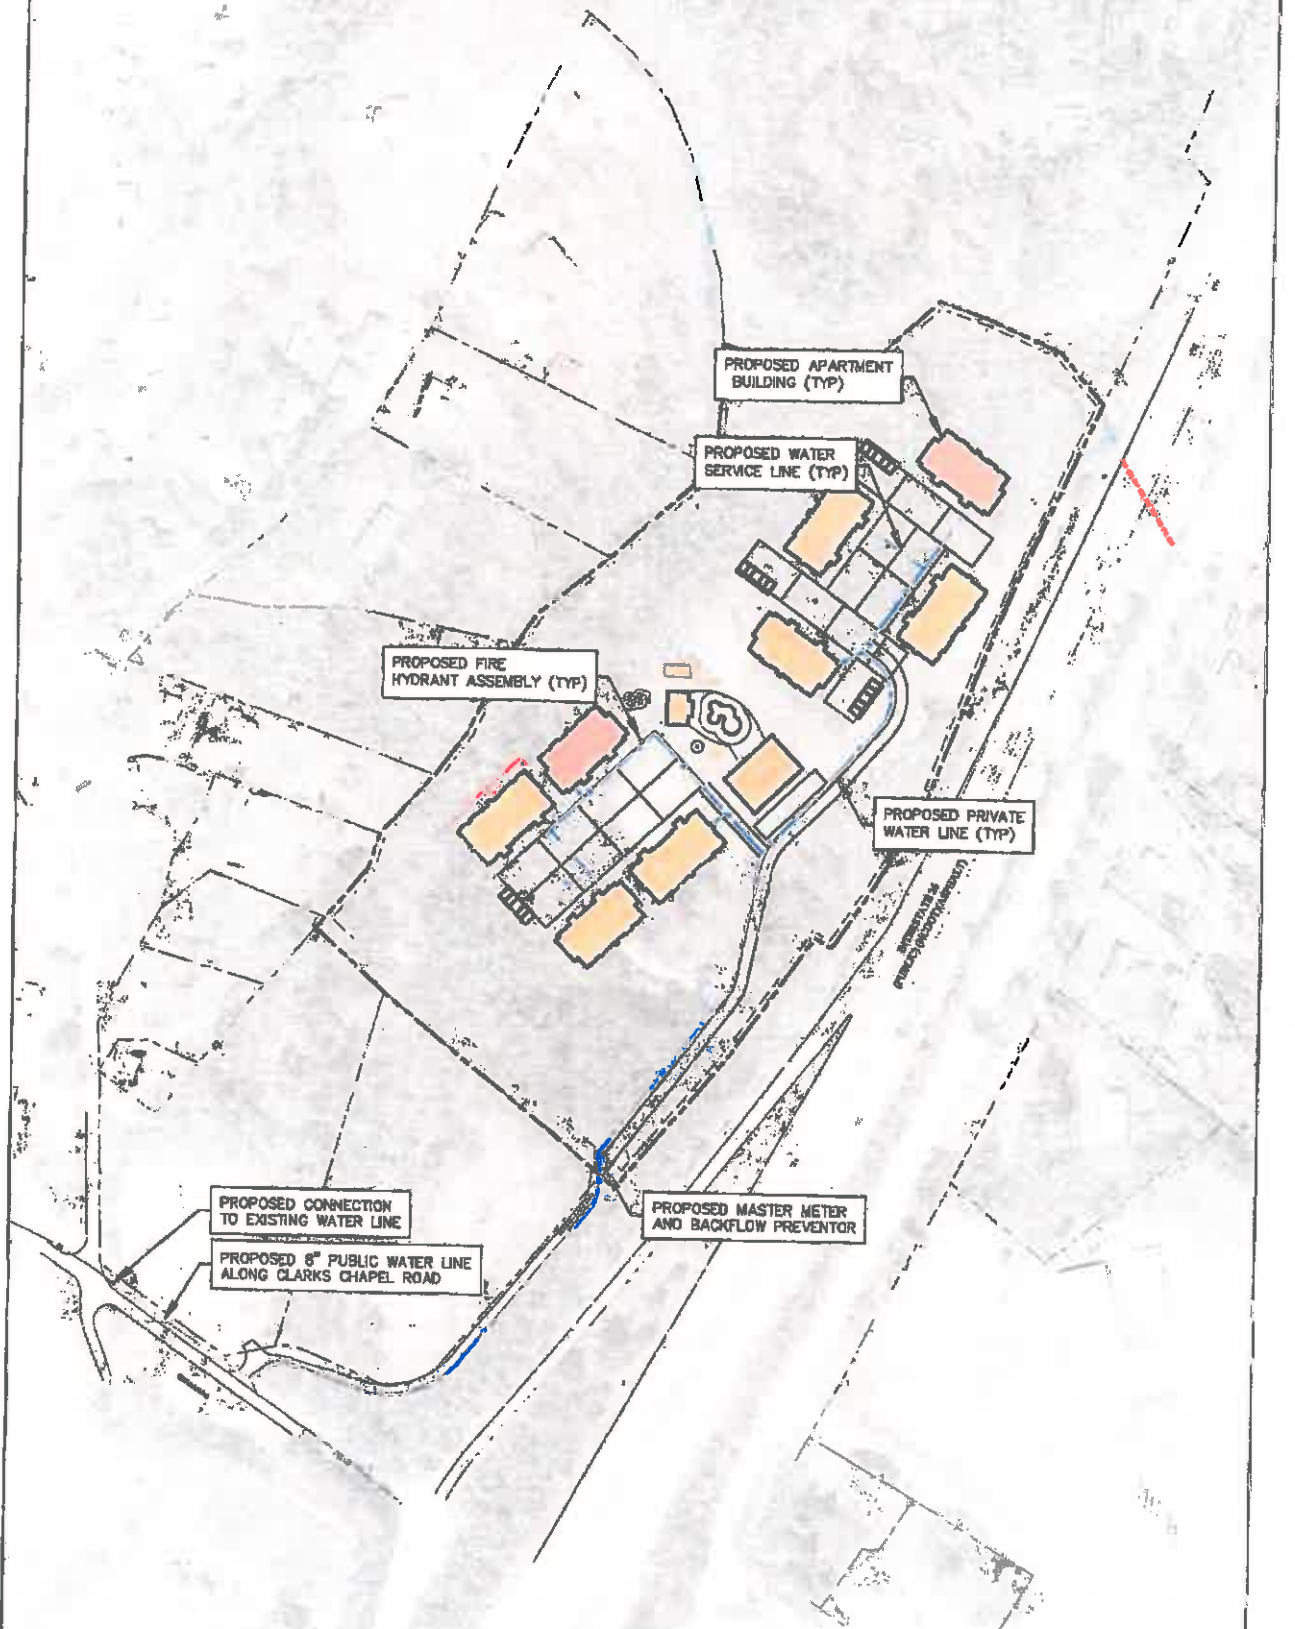 PROPOSED APARTMENT
BUILDING (TYP)
PROPOSED WATER
SERVICE LINE (TYP)
PROPOSED FIRE
HYDRANT ASSEMBLY (TYP)
PROPOSED PRIVATE
WATER LINE (TYP)
INTERSTATE 26
PROPOSED CONNECTION
TO EXISTING WATER LINE
PROPOSED MASTER METER
AND BACKFLOW PREVENTOR
PROPOSED 8" PUBLIC WATER LINE
ALONG CLARKS CHAPEL ROAD